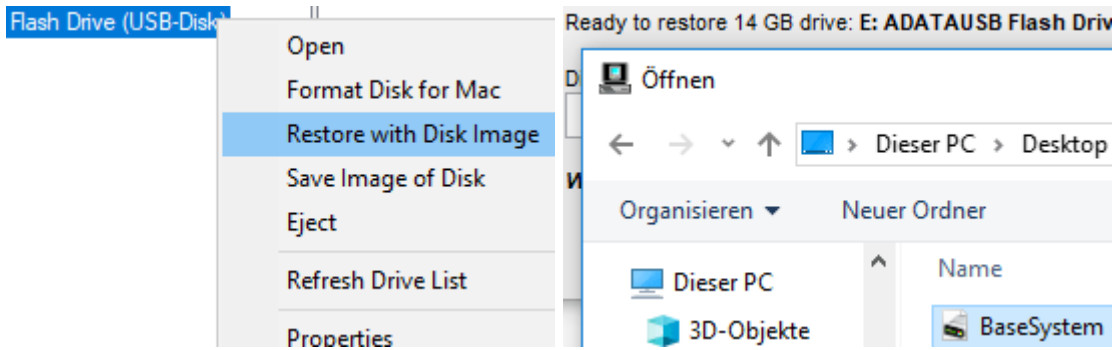 Flash Drive (USB-Disk)
Open
Format Disk for Mac
Restore with Disk Image
Save Image of Disk
Eject
Refresh Drive List
Properties
Ready to restore 14 GB drive: E: ADATAUSB Flash Driv
D
Öffnen
Dieser PC > Desktop
Organisieren
Neuer Ordner
Dieser PC
Name
3D-Objekte
BaseSystem